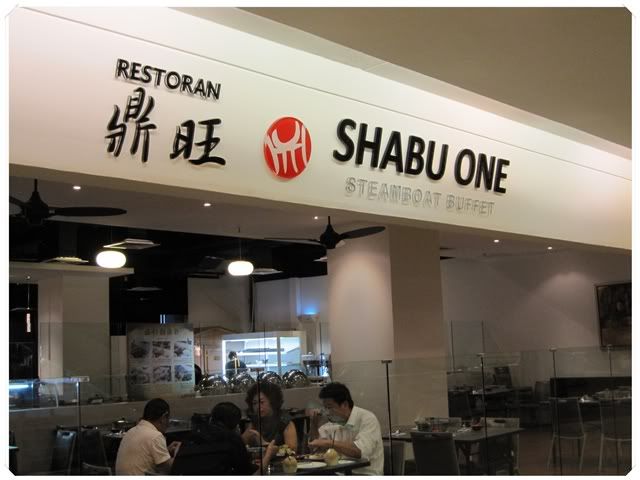 RESTORAN
鼎旺
SHABU ONE
STEAMBOAT BUFFET